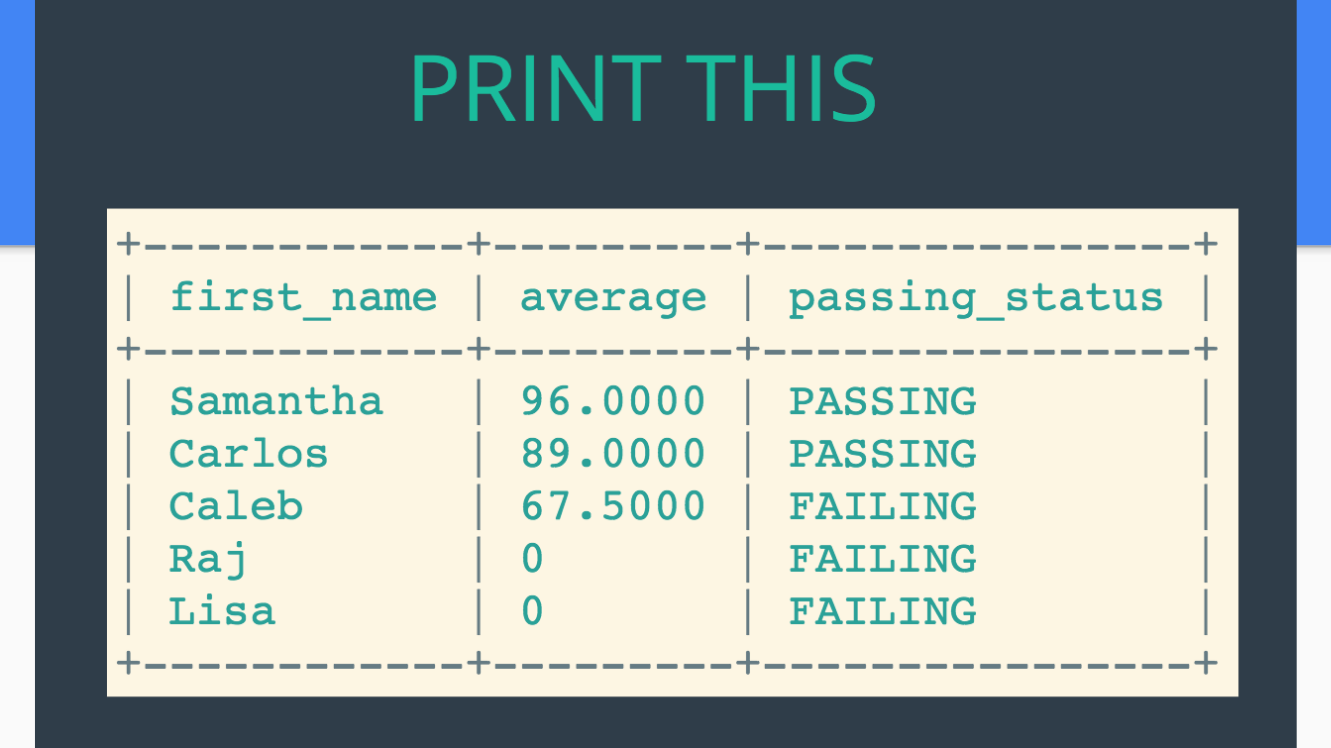 PRINT THIS
+------------+---------+----------------+
| first_name | average | passing_status |
+------------+---------+----------------+
| Samantha   | 96.0000 | PASSING        |
| Carlos     | 89.0000 | PASSING        |
| Caleb      | 67.5000 | FAILING        |
| Raj        | 0       | FAILING        |
| Lisa       | 0       | FAILING        |
+------------+---------+----------------+